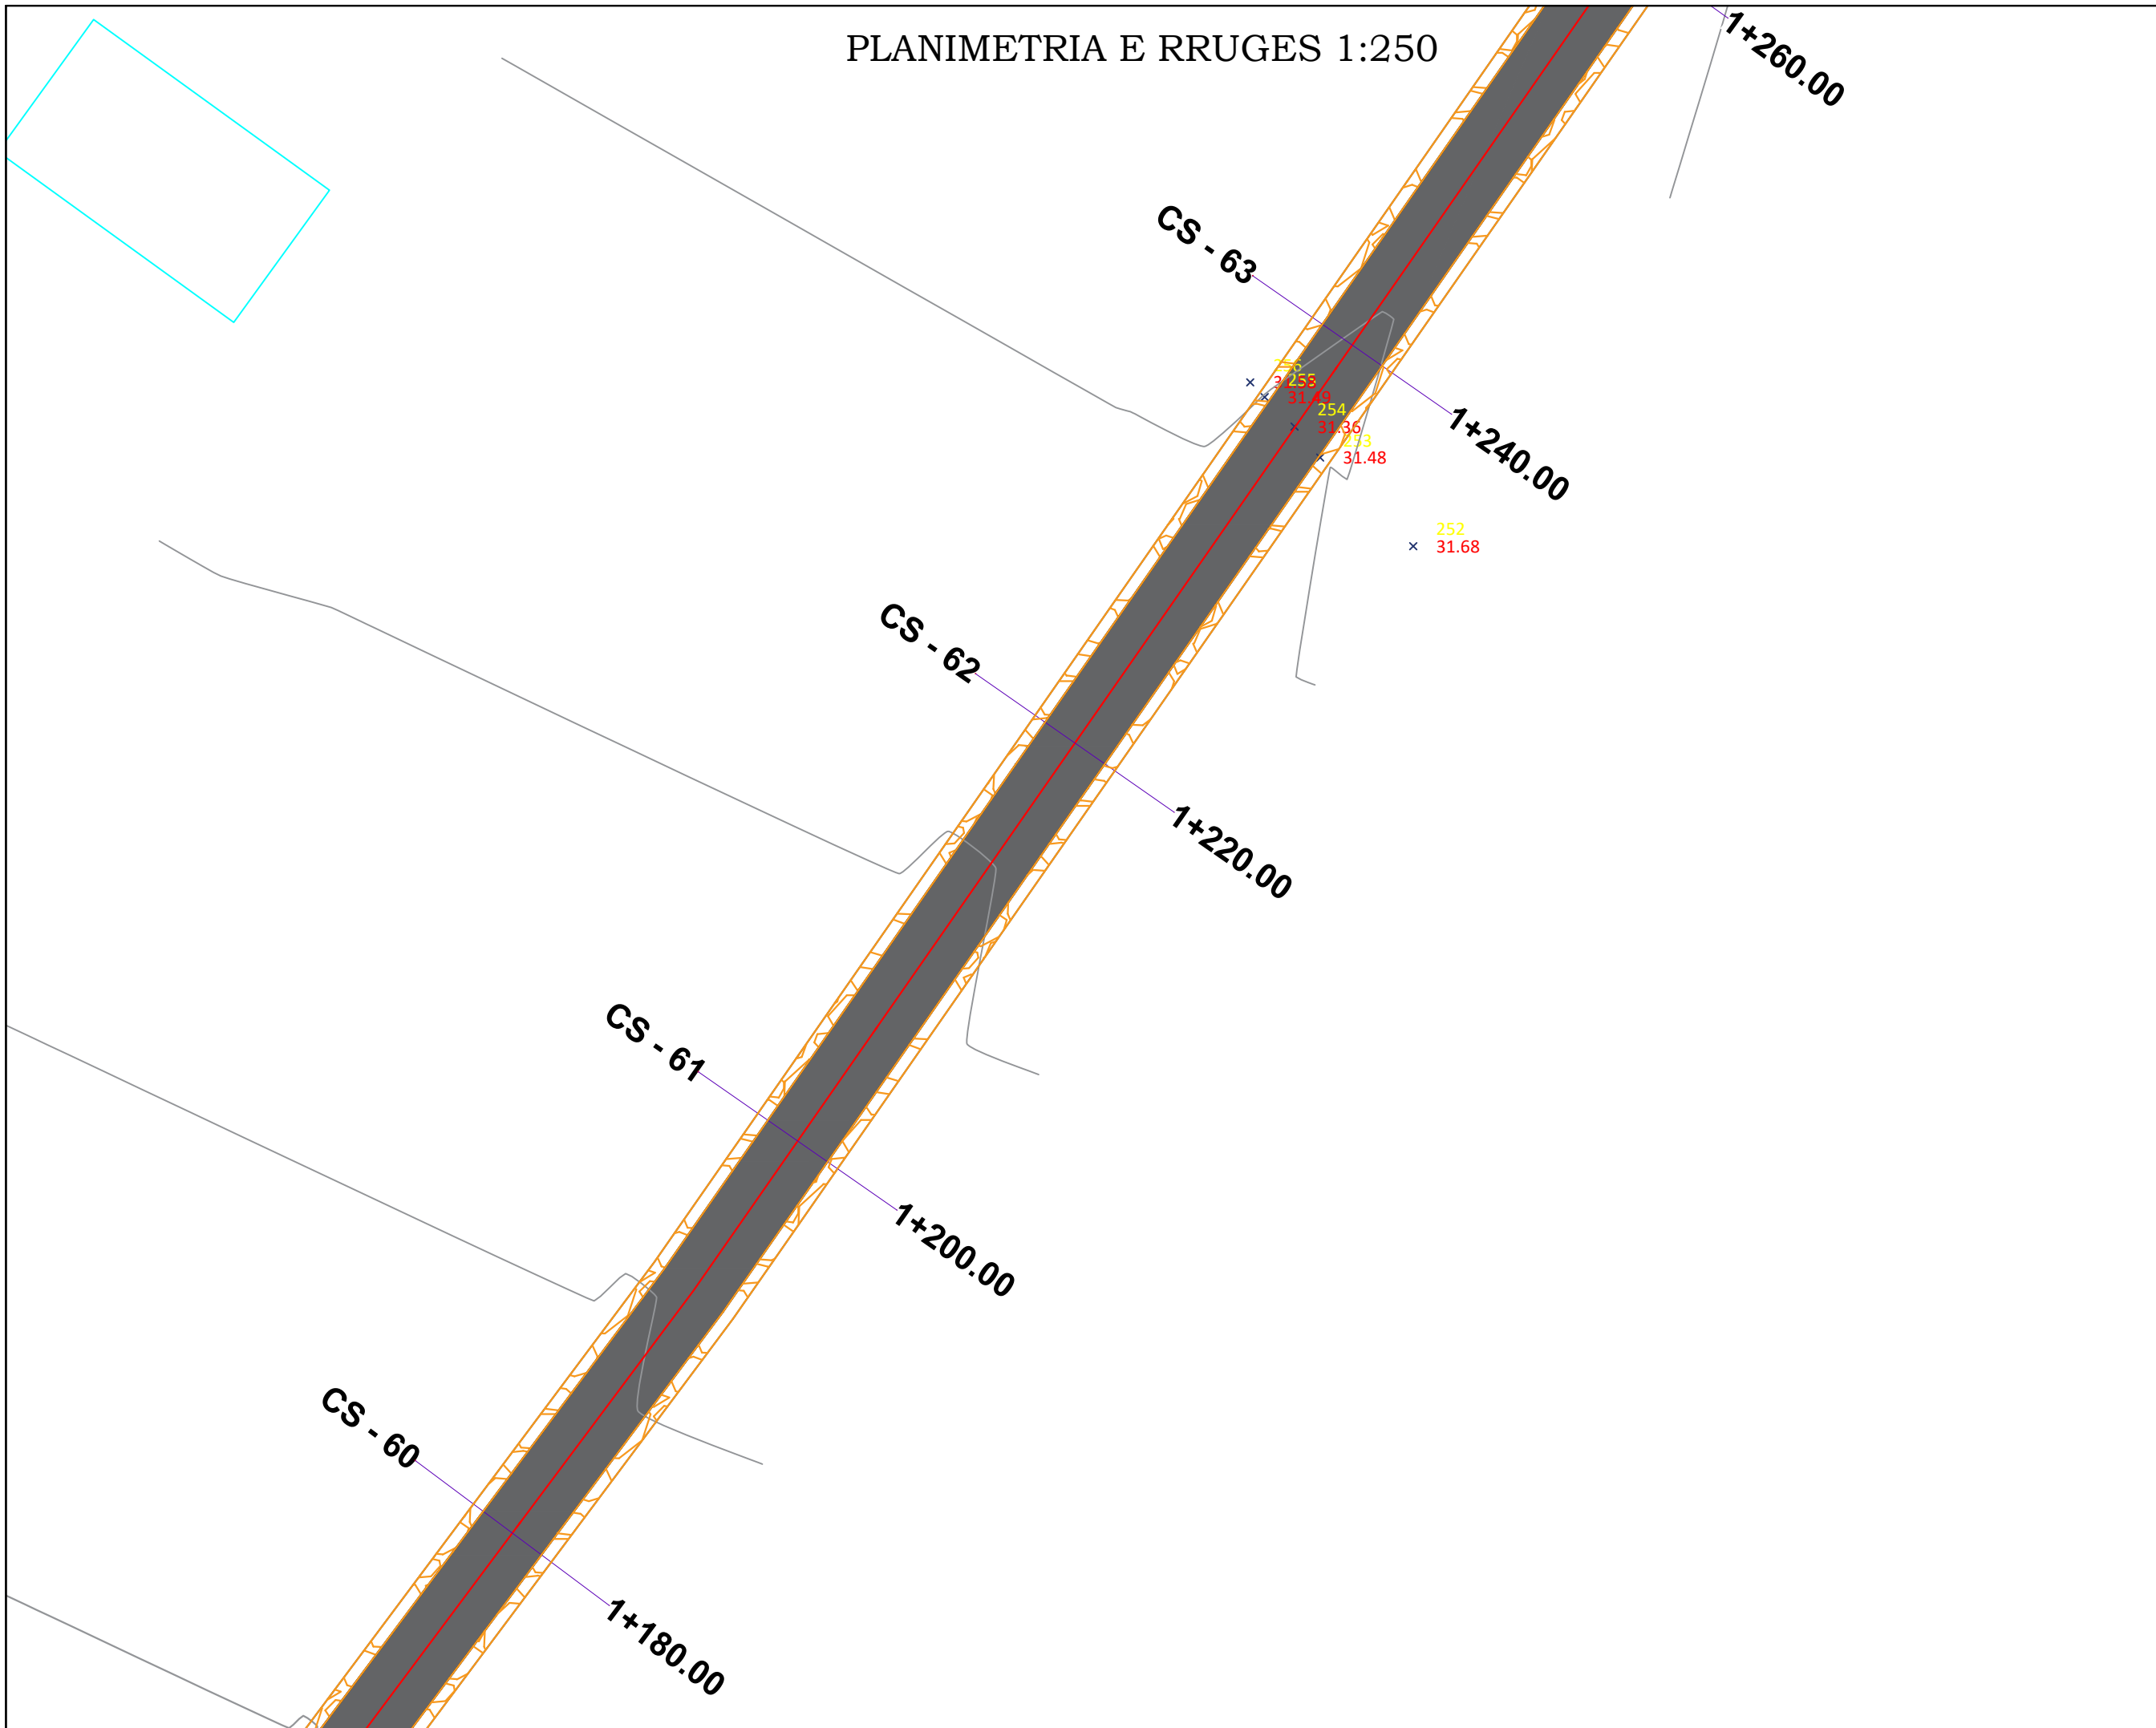 PLANIMETRIA E RRUGES 1:250
1+260.00
CS - 63
255
31.49
254
31.36
253
31.48
1+240.00
252
31.68
CS - 62
1+220.00
CS - 61
1+200.00
CS - 60
1+180.00